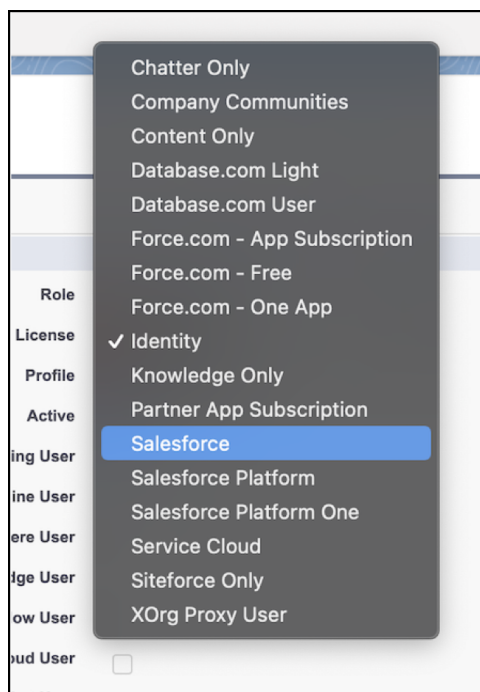 Chatter Only
Company Communities
Content Only
Database.com Light
Database.com User
Force.com - App Subscription
Force.com - Free
Role
Force.com - One App
License
✓ Identity
Profile
Knowledge Only
Active
Partner App Subscription
ing User
Salesforce
Salesforce Platform
ine User
Salesforce Platform One
ere User
Service Cloud
dge User
Siteforce Only
ow User
XOrg Proxy User
oud User